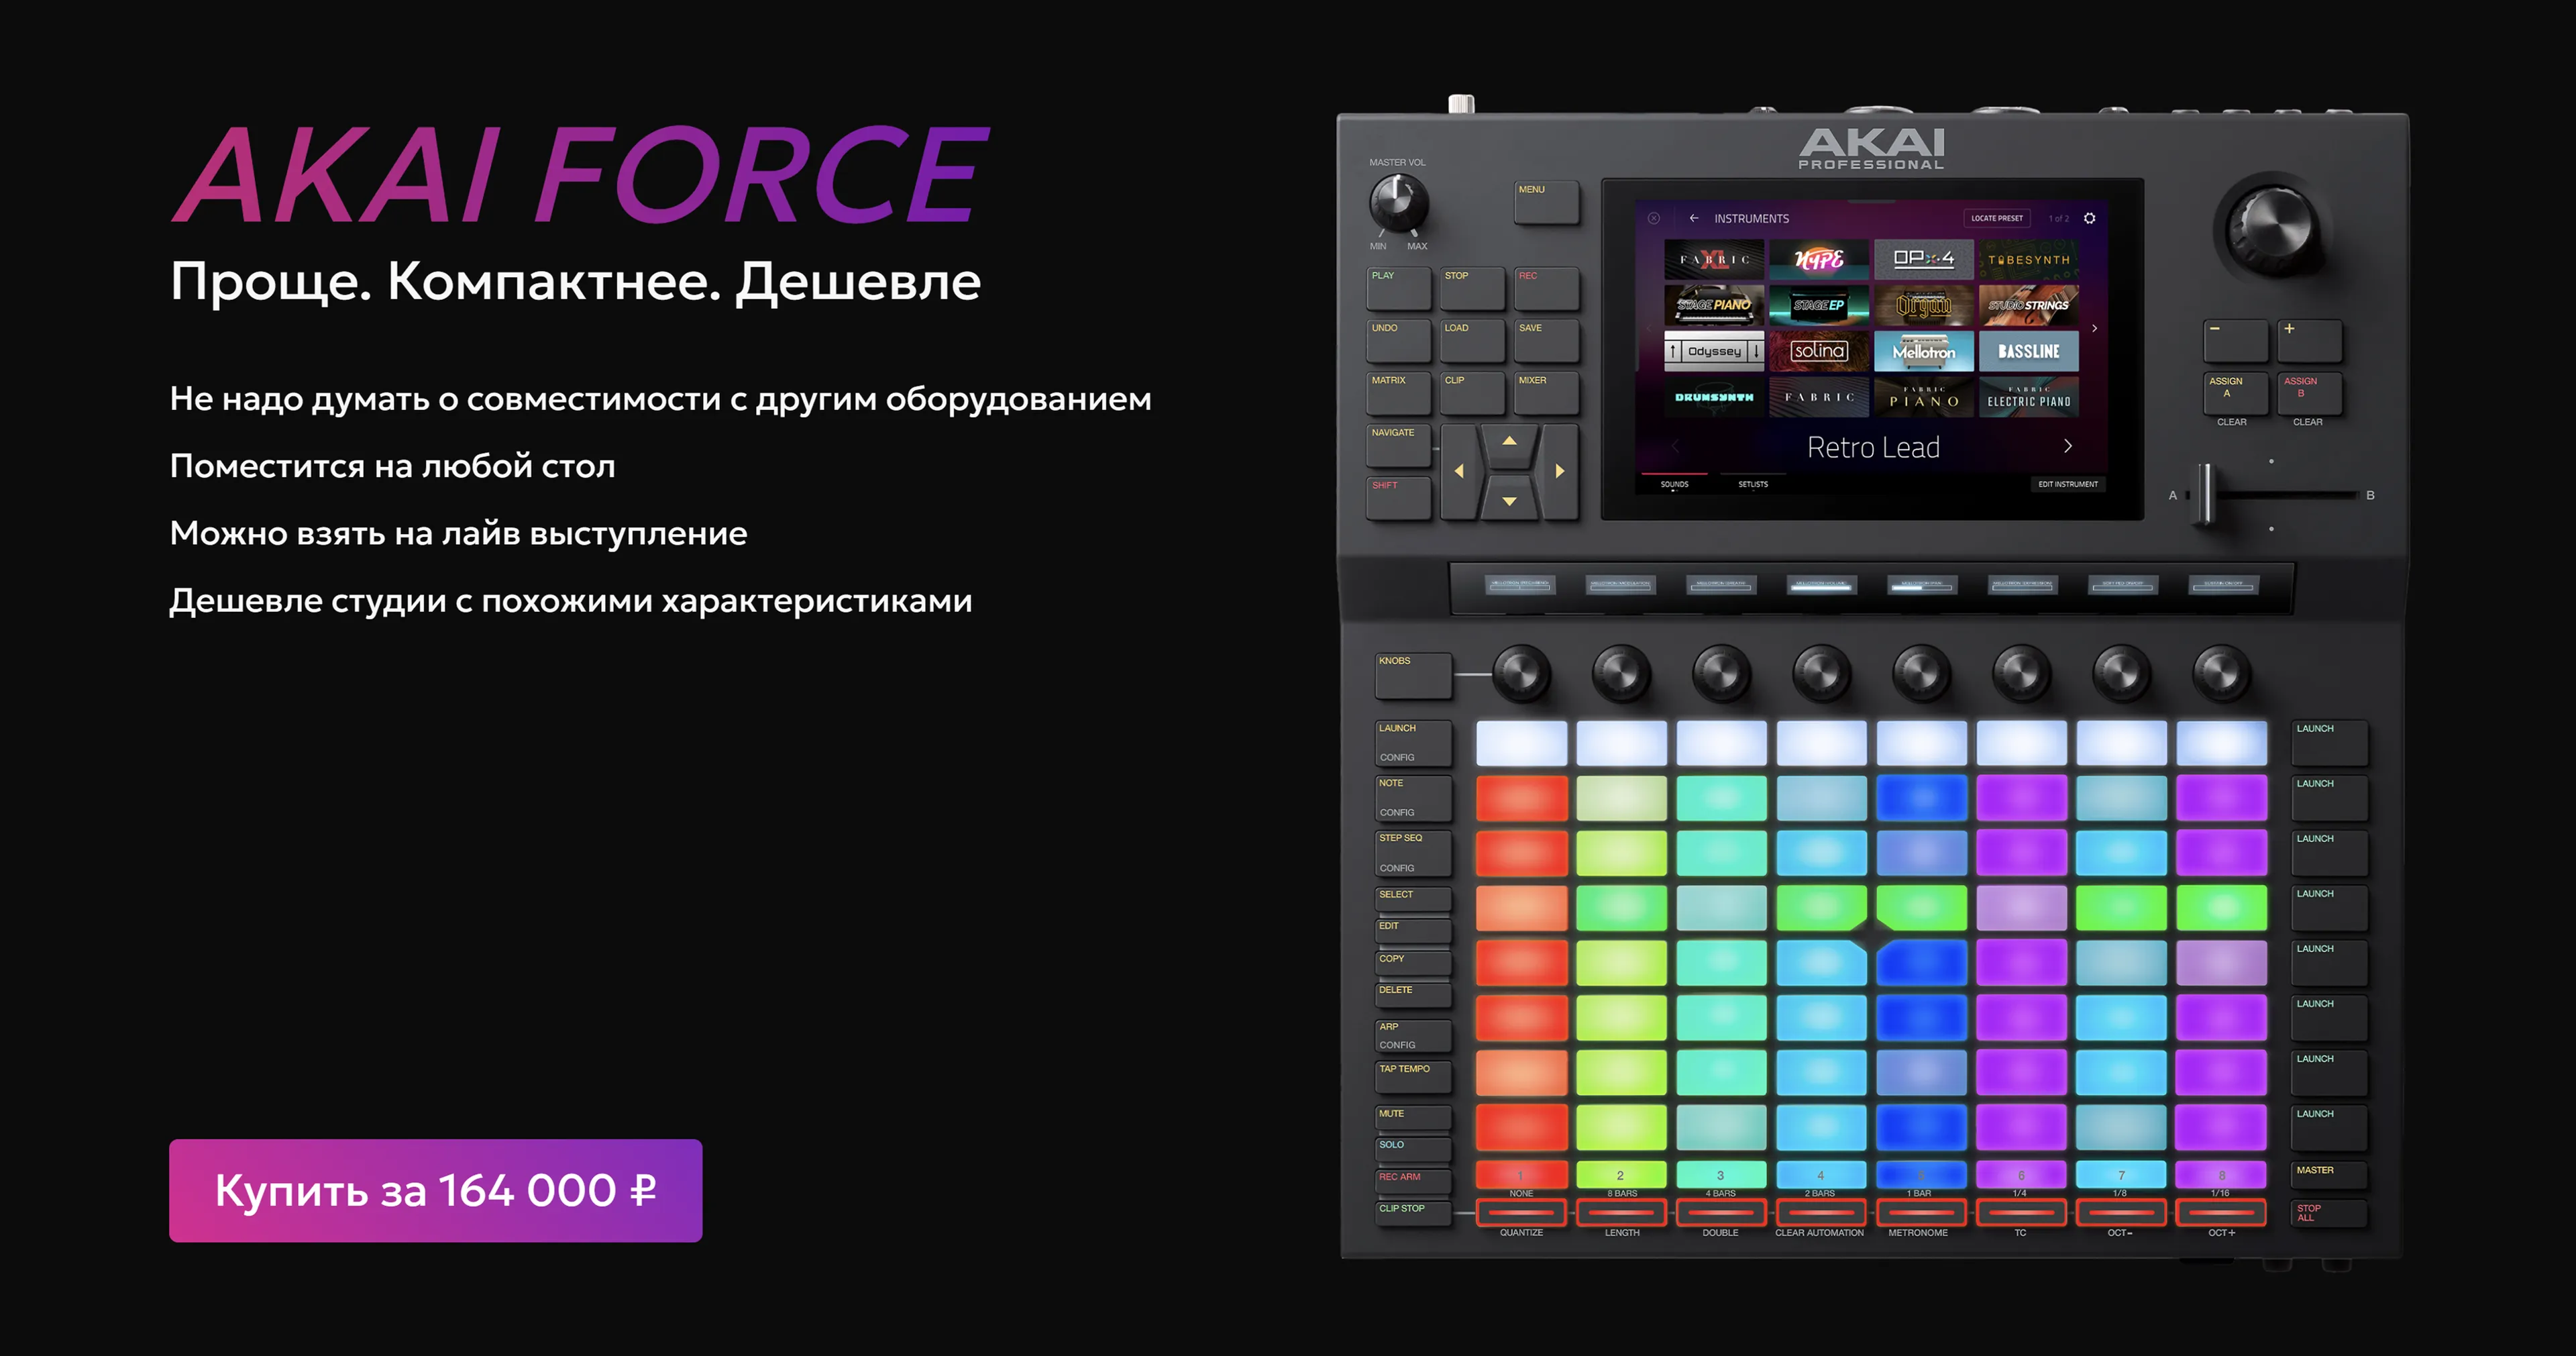 AKAI FORCE
Проще. Компактнее. Дешевле
Не надо думать о совместимости с другим оборудованием
Поместится на любой стол
Можно взять на лайв выступление
Дешевле студии с похожими характеристиками
Купить за 164 000 ₽
AKAI
PROFESSIONAL
MASTER VOL
MIN MAX
MENU
PLAY STOP REC
UNDO LOAD SAVE
MATRIX CLIP MIXER
NAVIGATE
SHIFT
INSTRUMENTS LOCATE PRESET 1 of 2
FABRIC XL HYPE OPx-4 TUBESYNTH
STAGE PIANO STAGE EP Organ STUDIO STRINGS
Odyssey solina Mellotron BASSLINE
DRUMSYNTH FABRIC FABRIC PIANO FABRIC ELECTRIC PIANO
Retro Lead
SOUNDS SETLISTS EDIT INSTRUMENT
− +
ASSIGN A ASSIGN B
CLEAR CLEAR
A B
KNOBS
LAUNCH
CONFIG
LAUNCH
NOTE
CONFIG
LAUNCH
STEP SEQ
CONFIG
LAUNCH
SELECT
LAUNCH
EDIT
COPY
LAUNCH
DELETE
LAUNCH
ARP
CONFIG
TAP TEMPO
LAUNCH
MUTE
LAUNCH
SOLO
REC ARM
1 2 3 4 6 7 8
MASTER
NONE 8 BARS 4 BARS 2 BARS 1 BAR 1/4 1/8 1/16
CLIP STOP
STOP ALL
QUANTIZE LENGTH DOUBLE CLEAR AUTOMATION METRONOME TC OCT− OCT+